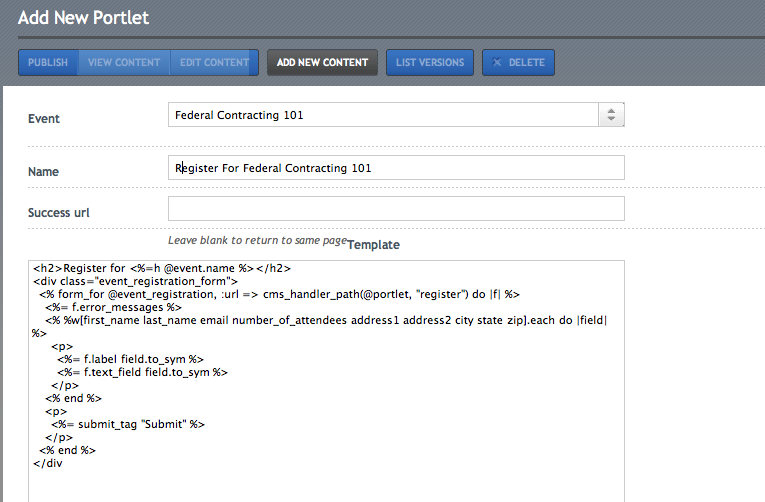 Add New Portlet
PUBLISH VIEW CONTENT EDIT CONTENT ADD NEW CONTENT LIST VERSIONS DELETE
Event Federal Contracting 101
Name Register For Federal Contracting 101
Success url
Leave blank to return to same page Template
<h2>Register for <%=h @event.name %></h2>
<div class="event_registration_form">
<% form_for @event_registration, :url => cms_handler_path(@portlet, "register") do |f| %>
<%= f.error_messages %>
<% %w[first_name last_name email number_of_attendees address1 address2 city state zip].each do |field|
%>
<p>
<%= f.label field.to_sym %>
<%= f.text_field field.to_sym %>
</p>
<% end %>
<p>
<%= submit_tag "Submit" %>
</p>
<% end %>
</div